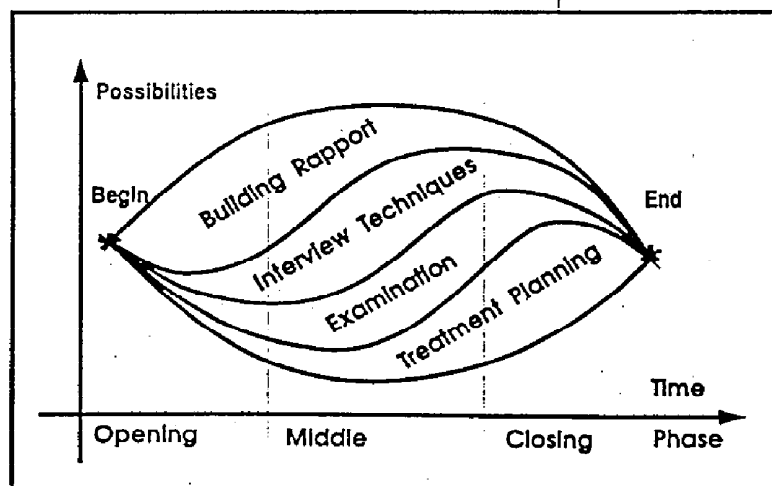 Possibilities
Building Rapport
Begin
Interview Techniques
End
Examination
Treatment Planning
Time
Opening
Middle
Closing
Phase